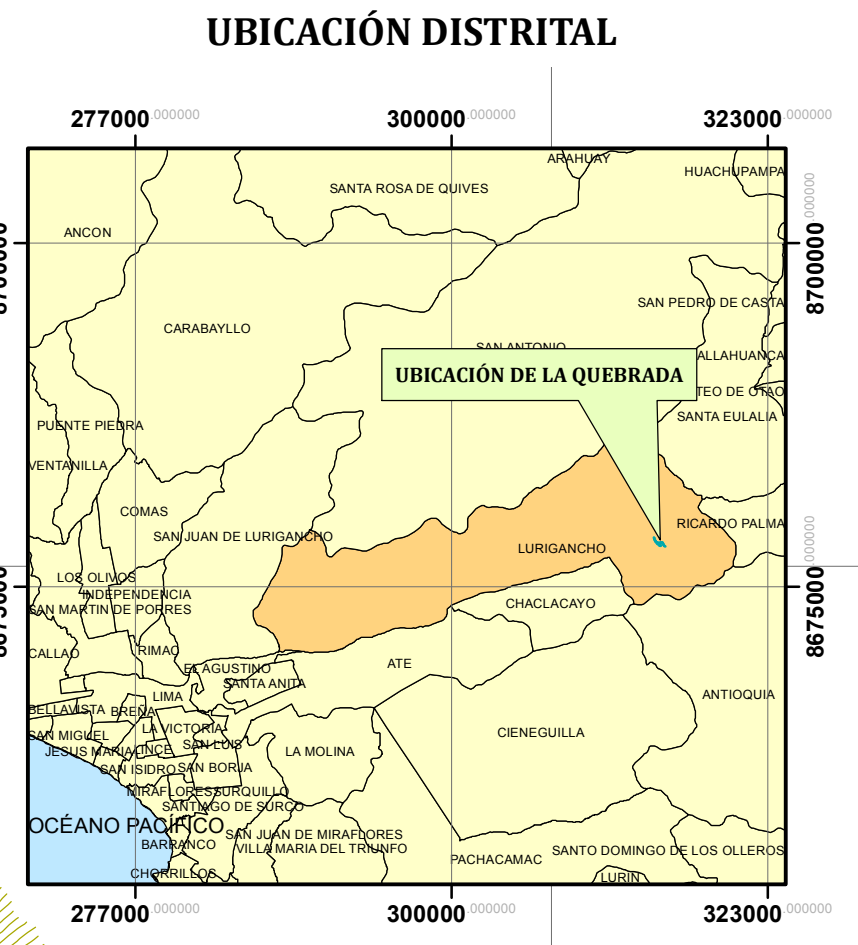 UBICACIÓN DISTRITAL
277000.000000 300000.000000 323000.000000
ARAHUAY
HUACHUPAMPA
SANTA ROSA DE QUIVES
ANCON
8700000.000000
SAN PEDRO DE CASTA
CARABAYLLO
SAN ANTONIO
ALLAHUANCA
UBICACIÓN DE LA QUEBRADA
TEO DE OTAO
SANTA EULALIA
PUENTE PIEDRA
VENTANILLA
COMAS
RICARDO PALMA
SAN JUAN DE LURIGANCHO
LURIGANCHO
LOS OLIVOS
8675000.000000
INDEPENDENCIA
CHACLACAYO
SAN MARTIN DE PORRES
CALLAO
RIMAC
ATE
EL AGUSTINO
SANTA ANITA
LIMA
ANTIOQUIA
BELLAVISTA
BREÑA
LA VICTORIA
CIENEGUILLA
SAN MIGUEL
SAN LUIS
JESUS MARIA
LINCE
LA MOLINA
SAN ISIDRO
SAN BORJA
MIRAFLORES
SURQUILLO
SANTIAGO DE SURCO
OCÉANO PACÍFICO
SAN JUAN DE MIRAFLORES
BARRANCO
VILLA MARIA DEL TRIUNFO
SANTO DOMINGO DE LOS OLLEROS
PACHACAMAC
CHORRILLOS
LURIN
277000.000000 300000.000000 323000.000000